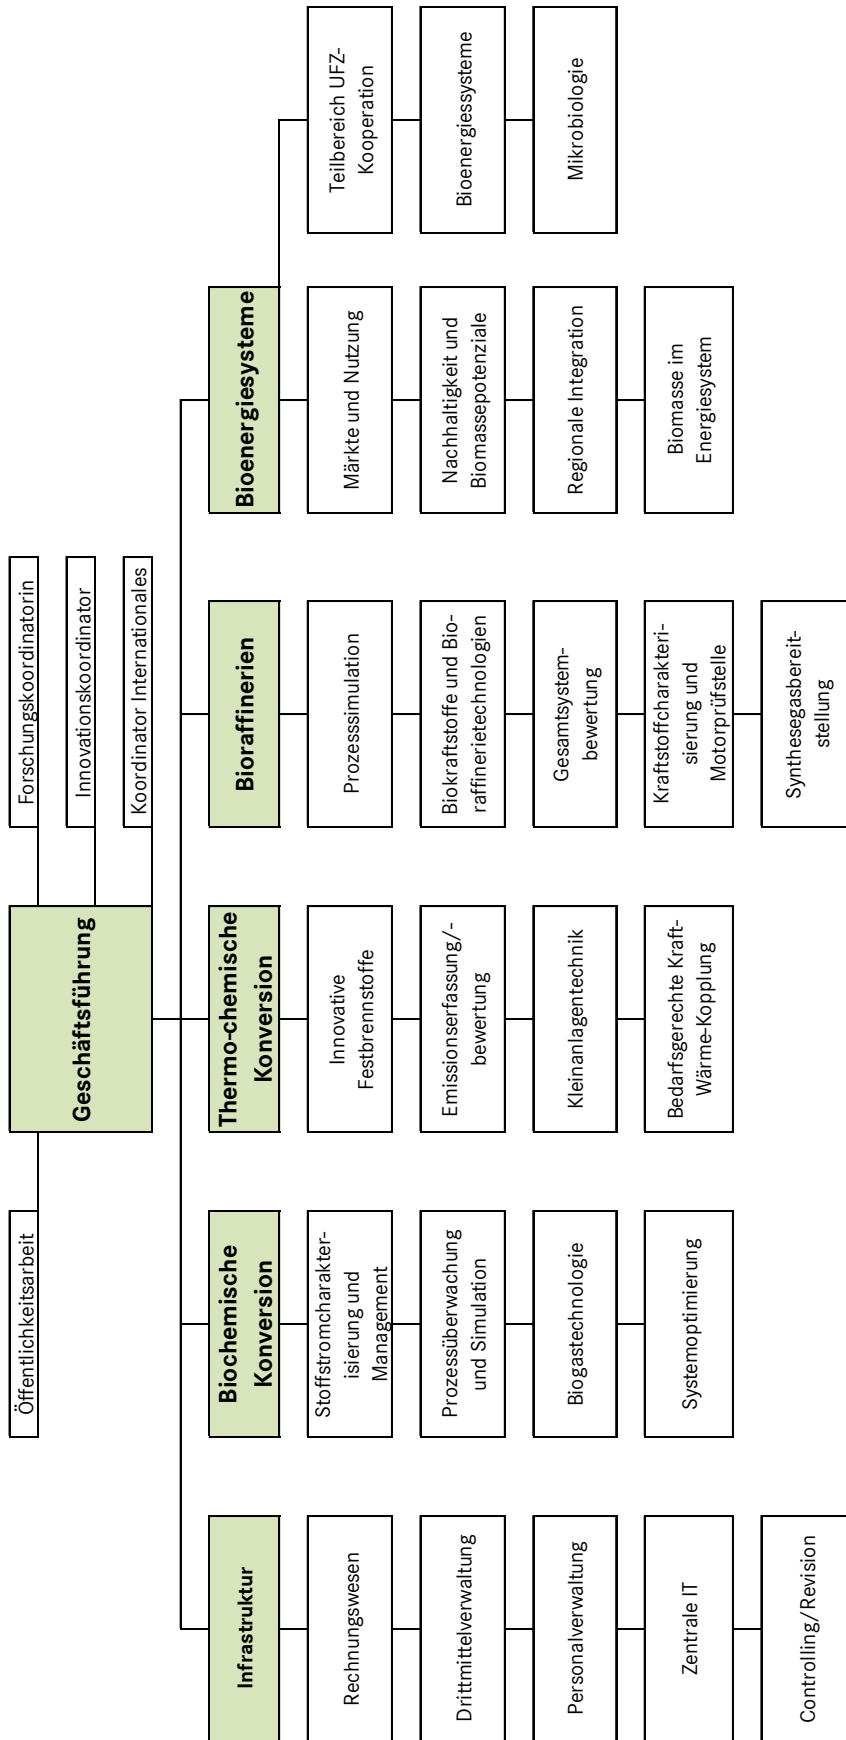 Geschäftsführung
Öffentlichkeitsarbeit
Forschungskoordinatorin
Innovationskoordinator
Koordinator Internationales
Infrastruktur
Rechnungswesen
Drittmittelverwaltung
Personalverwaltung
Zentrale IT
Controlling/Revision
Biochemische
Konversion
Stoffstromcharakter-
isierung und
Management
Prozessüberwachung
und Simulation
Biogastechnologie
Systemoptimierung
Thermo-chemische
Konversion
Innovative
Festbrennstoffe
Emissionserfassung/-
bewertung
Kleinanlagentechnik
Bedarfsgerechte Kraft-
Wärme-Kopplung
Bioraffinerien
Prozesssimulation
Biokraftstoffe und Bio-
raffinerietechnologien
Gesamtsystem-
bewertung
Kraftstoffcharakteri-
sierung und
Motorprüfstelle
Synthesegasbereit-
stellung
Bioenergiesysteme
Märkte und Nutzung
Nachhaltigkeit und
Biomassepotenziale
Regionale Integration
Biomasse im
Energiesystem
Teilbereich UFZ-
Kooperation
Bioenergiessysteme
Mikrobiologie